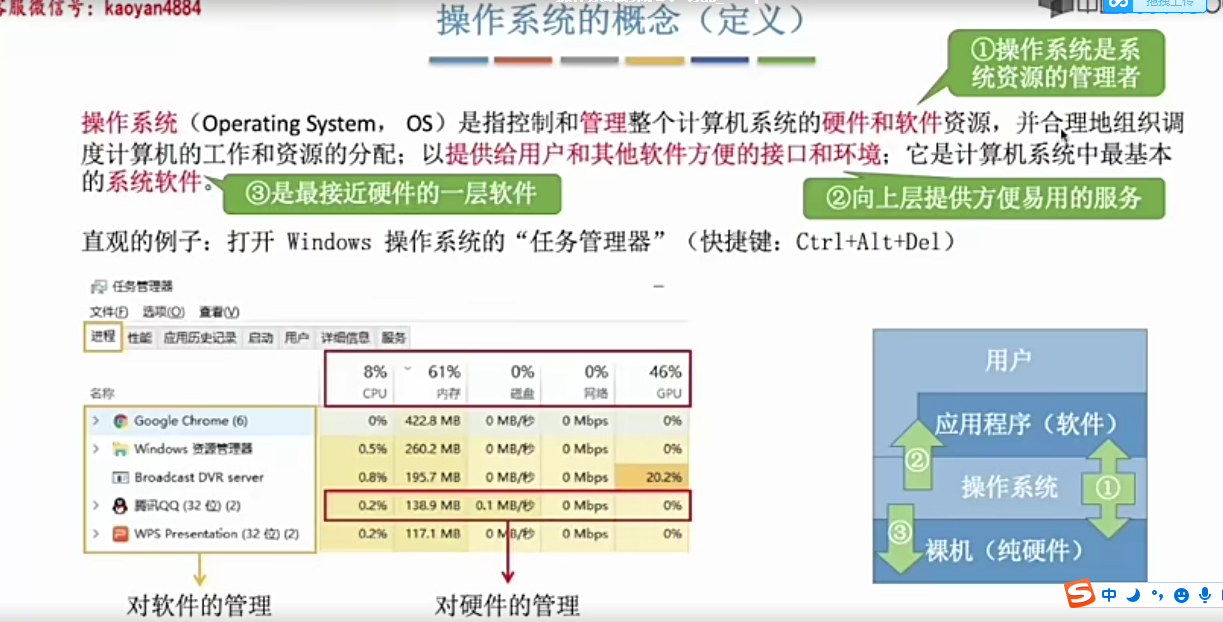 客服微信号：kaoyan4884
操作系统的概念（定义）
①操作系统是系
统资源的管理者
操作系统（Operating System， OS）是指控制和管理整个计算机系统的硬件和软件资源，并合理地组织调
度计算机的工作和资源的分配；以提供给用户和其他软件方便的接口和环境；它是计算机系统中最基本
的系统软件。
③是最接近硬件的一层软件
②向上层提供方便易用的服务
直观的例子：打开 Windows 操作系统的“任务管理器”（快捷键：Ctrl+Alt+Del）
任务管理器
文件(F) 选项(O) 查看(V)
进程 性能 应用历史记录 启动 用户 详细信息 服务
8% 61% 0% 0% 46%
名称 CPU 内存 磁盘 网络 GPU
Google Chrome (6) 0% 422.8 MB 0 MB/秒 0 Mbps 0%
Windows 资源管理器 0.5% 260.2 MB 0 MB/秒 0 Mbps 0%
Broadcast DVR server 0.8% 195.7 MB 0 MB/秒 0 Mbps 20.2%
腾讯QQ (32 位) (2) 0.2% 138.9 MB 0.1 MB/秒 0 Mbps 0%
WPS Presentation (32 位) (2) 0.2% 117.1 MB 0 MB/秒 0 Mbps 0%
对软件的管理
对硬件的管理
用户
应用程序（软件）
②
操作系统
①
③
裸机（纯硬件）
中